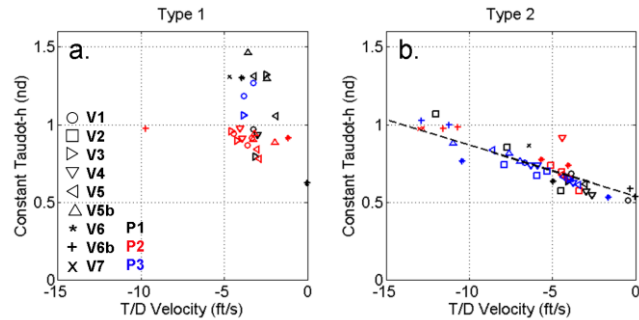 Type 1
Type 2
a.
b.
Constant Taudot-h (nd)
1.5
1
0.5
0
-15
-10
-5
0
T/D Velocity (ft/s)
V1
V2
V3
V4
V5
V5b
V6 P1
V6b P2
V7 P3
Constant Taudot-h (nd)
1.5
1
0.5
0
-15
-10
-5
0
T/D Velocity (ft/s)